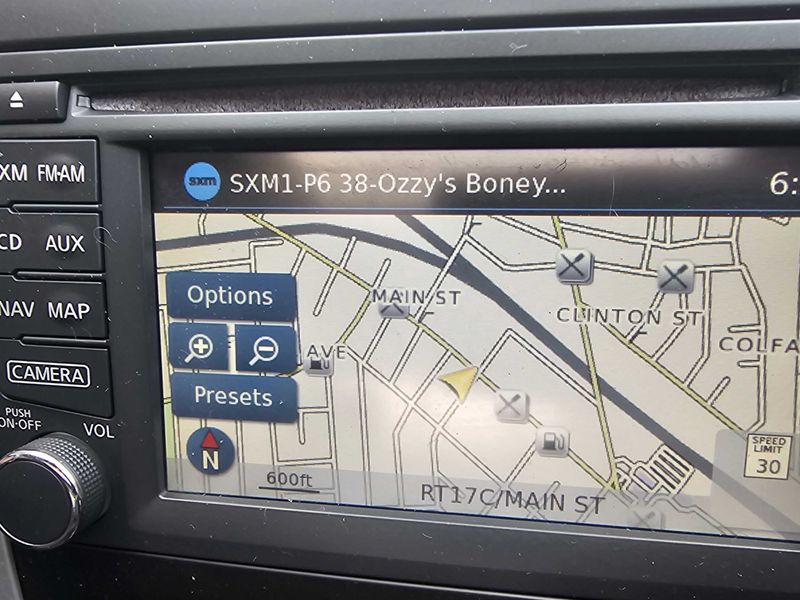 XM FM·AM
CD AUX
NAV MAP
CAMERA
PUSH
ON·OFF
VOL
sxm SXM1-P6 38-Ozzy's Boney... 6:
Options
Presets
N
600ft
MAIN ST
AVE
CLINTON ST
COLFA
RT17C/MAIN ST
SPEED
LIMIT
30